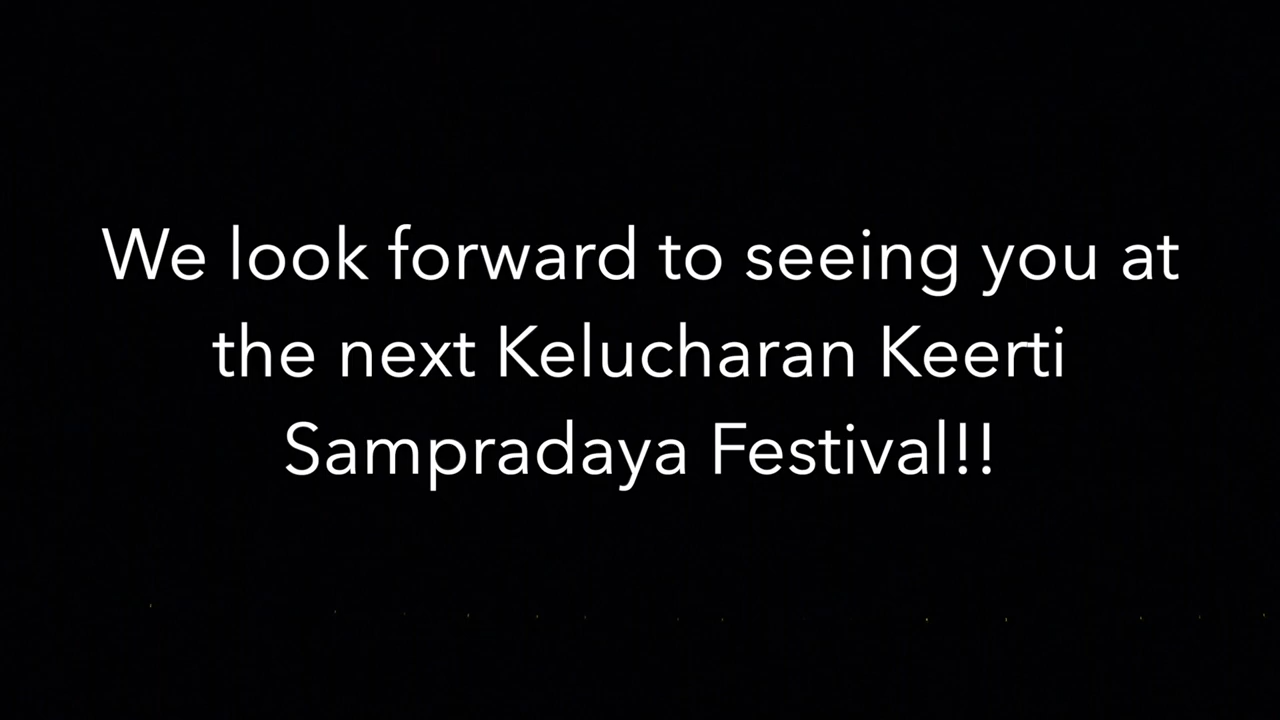 We look forward to seeing you at
the next Kelucharan Keerti
Sampradaya Festival!!